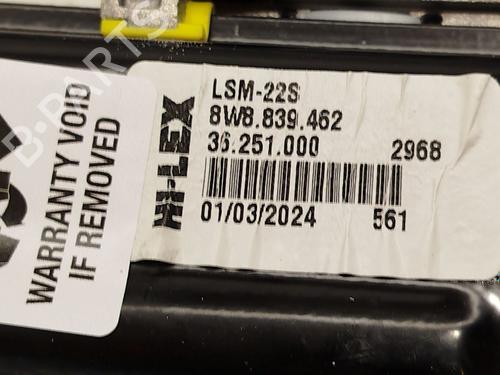 LSM-22S
8W8.839.462
36.251.000 2968
HI-LEX
01/03/2024 561
WARRANTY VOID
IF REMOVED
B-PARTS